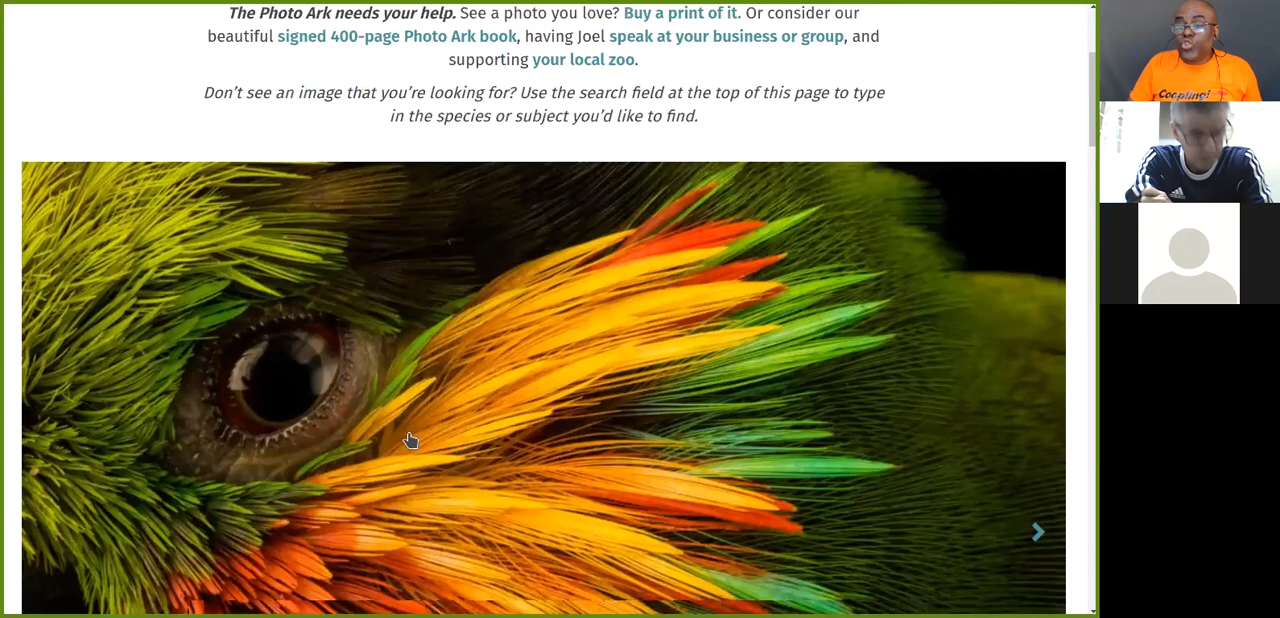 The Photo Ark needs your help. See a photo you love? Buy a print of it. Or consider our
beautiful signed 400-page Photo Ark book, having Joel speak at your business or group, and
supporting your local zoo.
Don’t see an image that you’re looking for? Use the search field at the top of this page to type
in the species or subject you’d like to find.